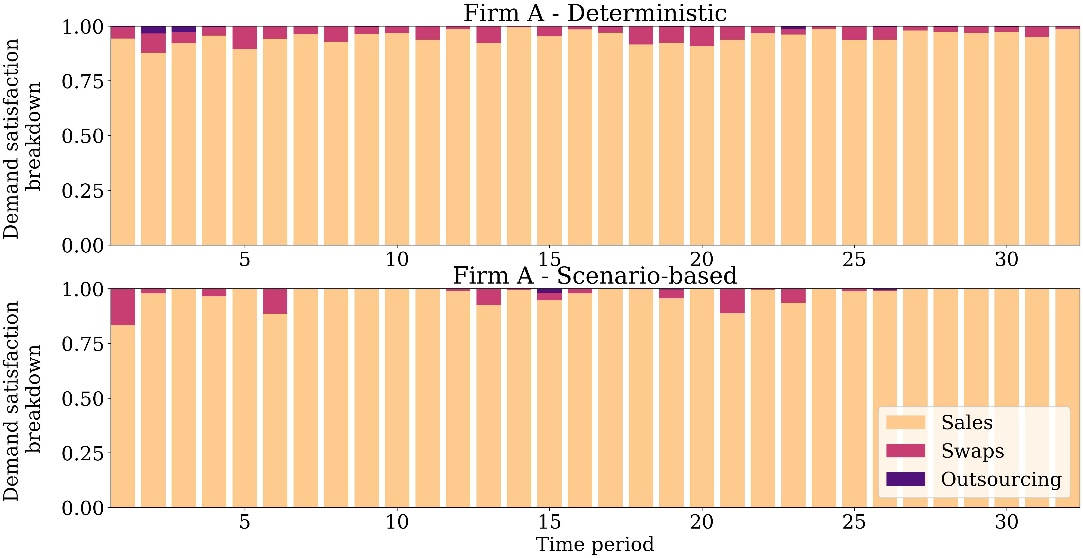 Firm A - Deterministic
Demand satisfaction
breakdown
1.00
0.75
0.50
0.25
0.00
5 10 15 20 25 30
Firm A - Scenario-based
Demand satisfaction
breakdown
1.00
0.75
0.50
0.25
0.00
Sales
Swaps
Outsourcing
5 10 15 20 25 30
Time period